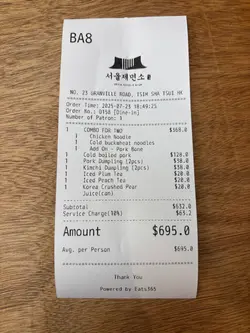 BA8
서울제면소
NO. 23 GRANVILLE ROAD, TSIM SHA TSUI HK
Order Time: 2025-07-23 18:49:25
Order No.: 0158 [Dine-in]
Number of Patron: 1
1 COMBO FOR TWO $368.0
1 Chicken Noodle
1 Cold buckwheat noodles
1 Add On - Pork Bone
1 Cold boiled pork $128.0
1 Pork Dumpling (2pcs) $38.0
1 Kimchi Dumpling (2pcs) $38.0
1 Iced Plum Tea $20.0
1 Iced Peach Tea $20.0
1 Korea Crushed Pear $20.0
Juice(can)
Subtotal $632.0
Service Charge(10%) $63.2
Amount $695.0
Avg. per Person $695.0
Thank You
Powered by Eats365